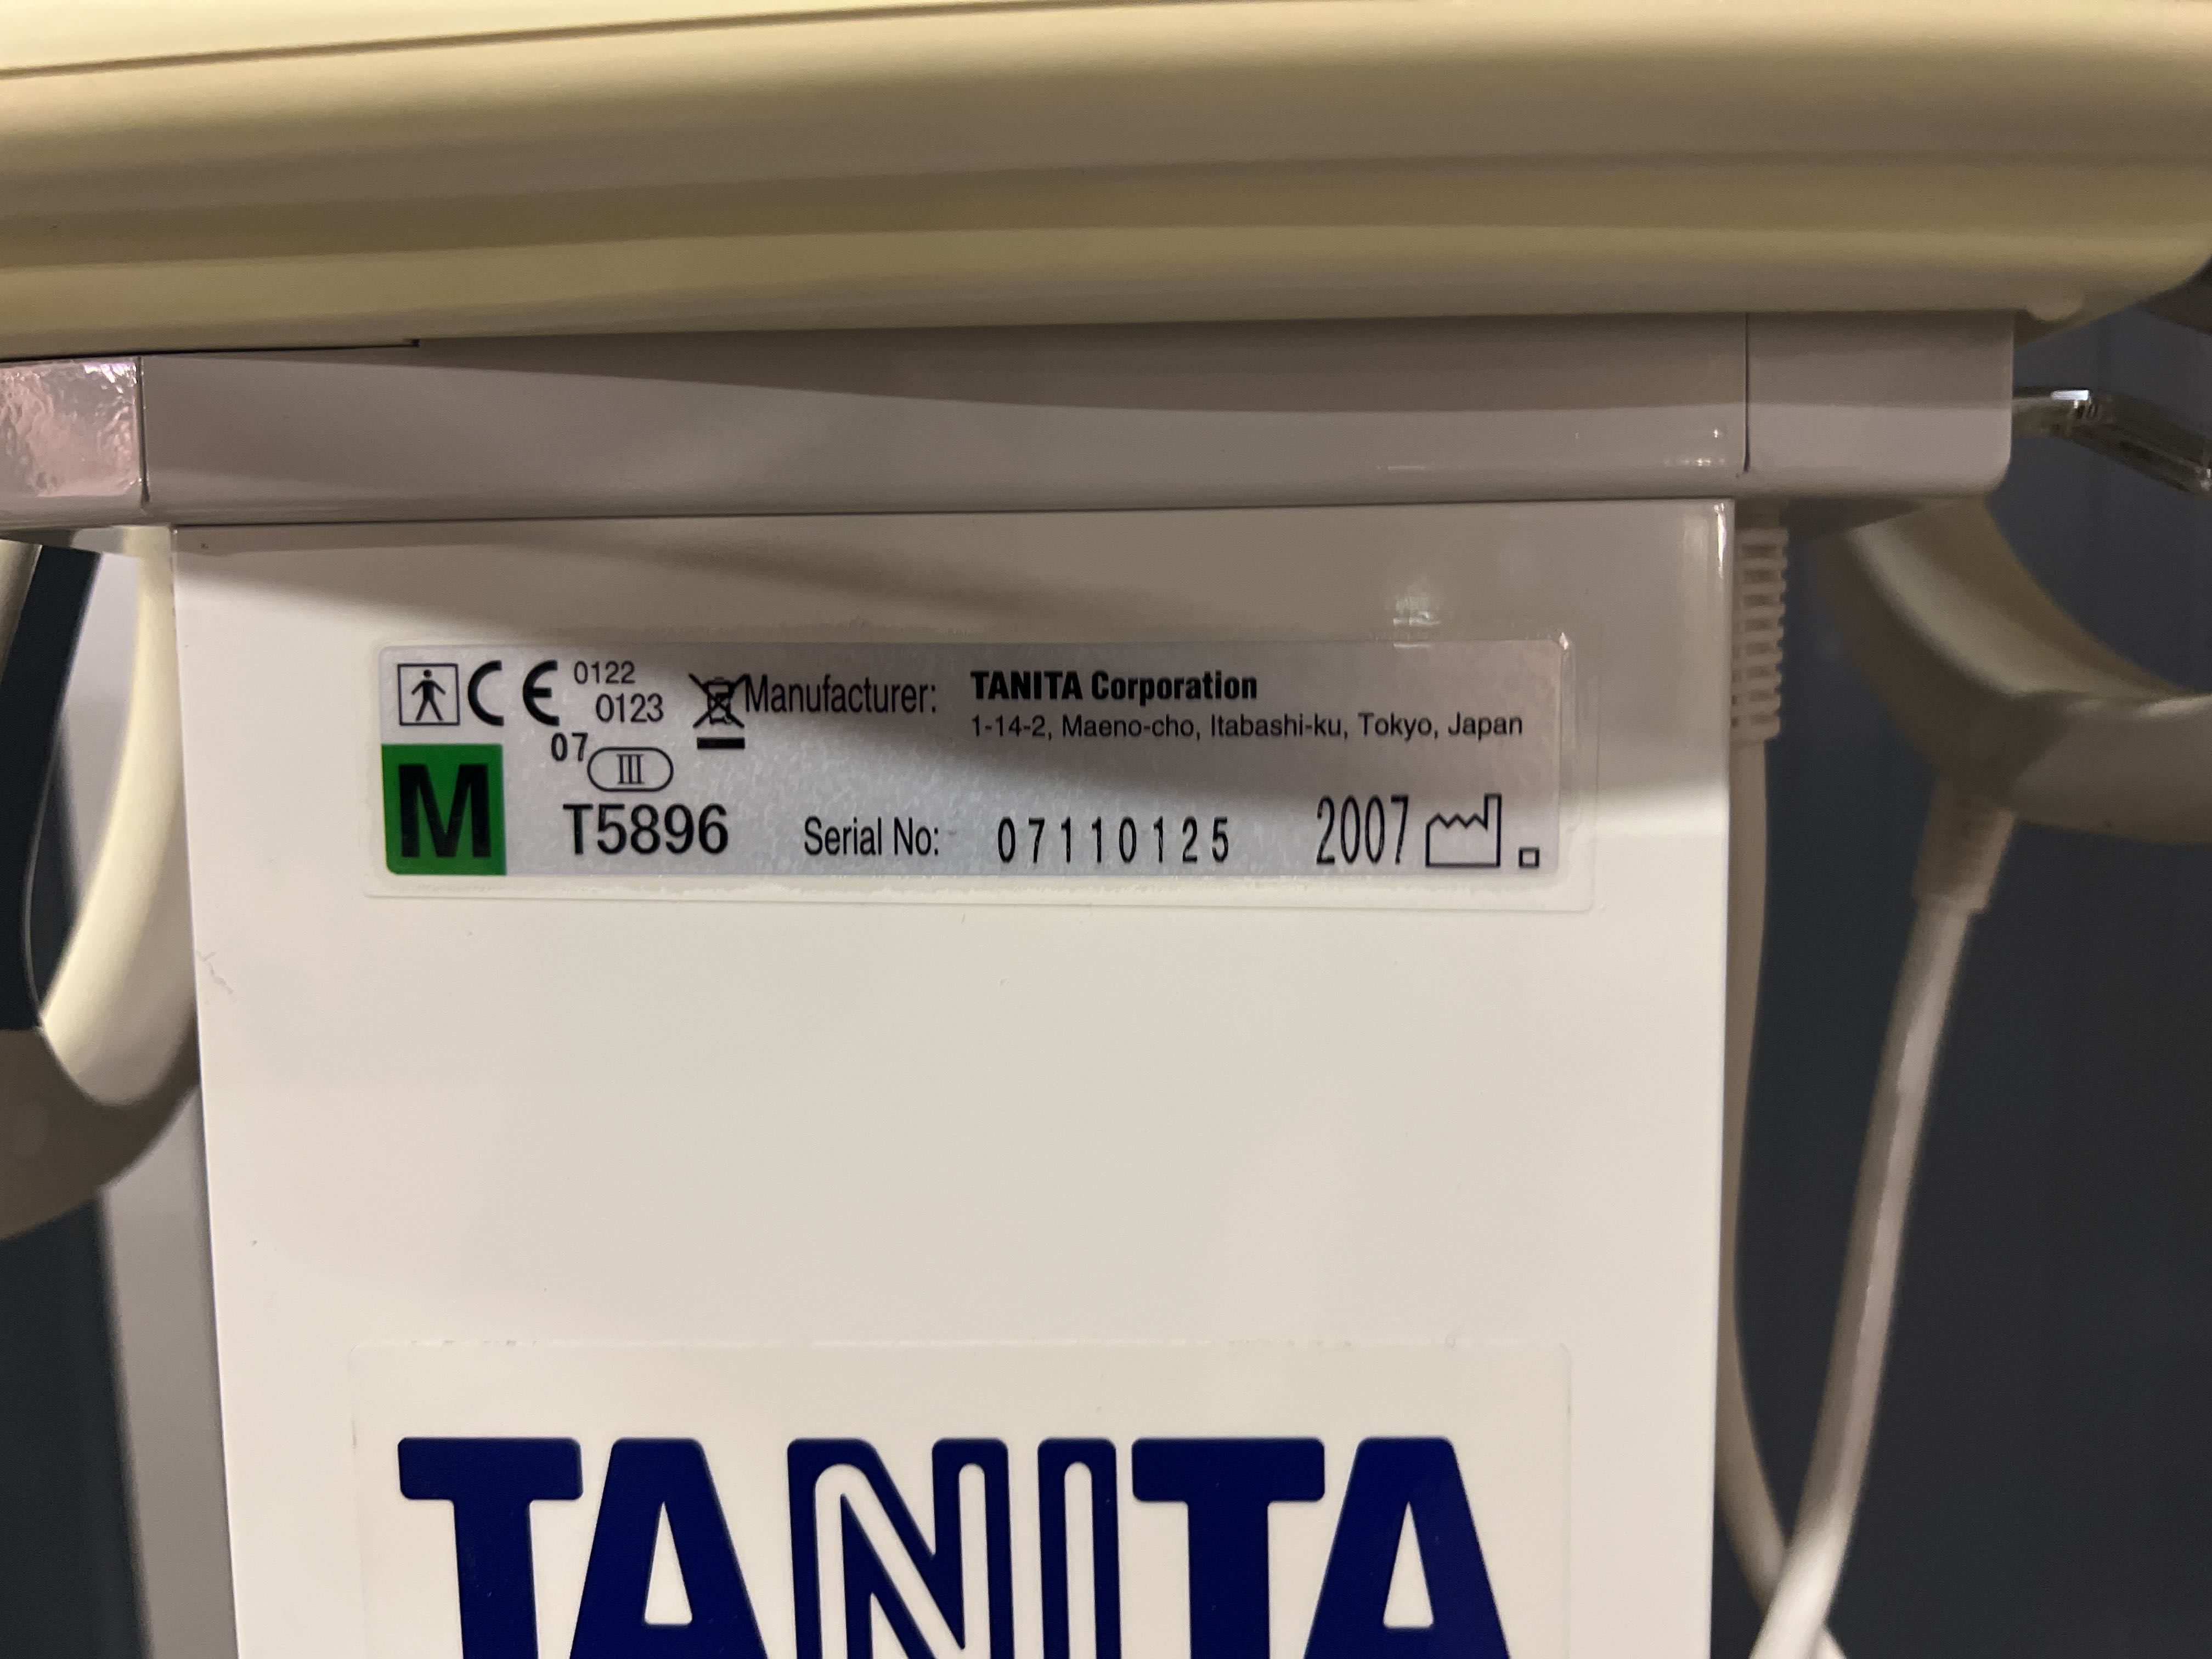 CE 0122
0123
Manufacturer: TANITA Corporation
1-14-2, Maeno-cho, Itabashi-ku, Tokyo, Japan
07
III
M
T5896
Serial No: 07110125
2007
TANITA